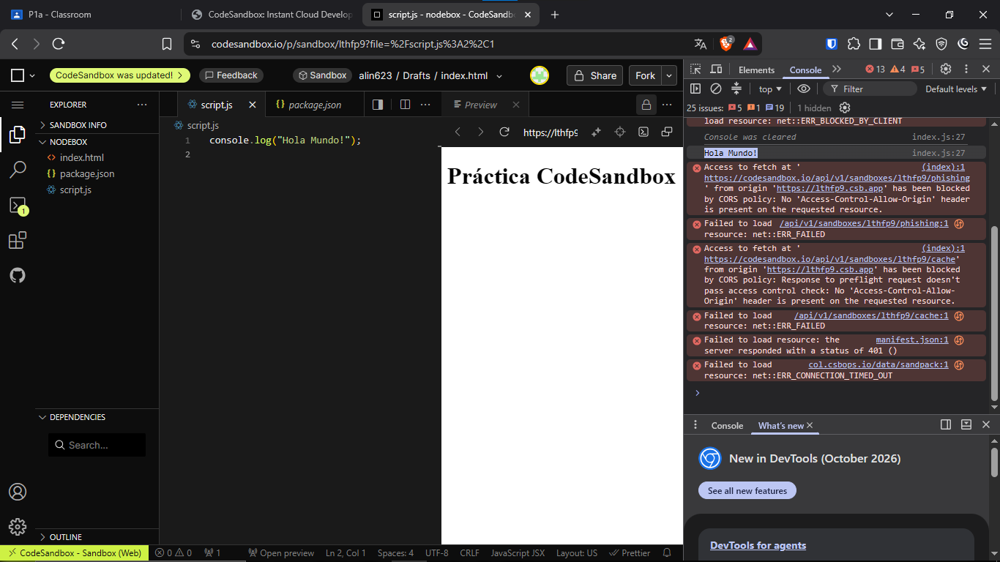 P1a - Classroom
CodeSandbox: Instant Cloud Develop
script.js - nodebox - CodeSandb
codesandbox.io/p/sandbox/lthfp9?file=%2Fscript.js%3A2%2C1
2
CodeSandbox was updated!
Feedback
Sandbox
alin623 / Drafts / index.html
Share
Fork
EXPLORER
SANDBOX INFO
NODEBOX
index.html
package.json
script.js
1
DEPENDENCIES
Search...
OUTLINE
script.js
package.json
script.js
1 console.log("Hola Mundo!");
2
Preview
https://lthfp9
Práctica CodeSandbox
Elements
Console
13
4
5
top
Filter
Default levels
25 issues:
5
1
19
1 hidden
load resource: net::ERR_BLOCKED_BY_CLIENT
Console was cleared index.js:27
Hola Mundo! index.js:27
Access to fetch at ' (index):1
https://codesandbox.io/api/v1/sandboxes/lthfp9/phishing
' from origin 'https://lthfp9.csb.app' has been blocked
by CORS policy: No 'Access-Control-Allow-Origin' header
is present on the requested resource.
Failed to load /api/v1/sandboxes/lthfp9/phishing:1
resource: net::ERR_FAILED
Access to fetch at ' (index):1
https://codesandbox.io/api/v1/sandboxes/lthfp9/cache'
from origin 'https://lthfp9.csb.app' has been blocked
by CORS policy: Response to preflight request doesn't
pass access control check: No 'Access-Control-Allow-
Origin' header is present on the requested resource.
Failed to load /api/v1/sandboxes/lthfp9/cache:1
resource: net::ERR_FAILED
Failed to load resource: the manifest.json:1
server responded with a status of 401 ()
Failed to load col.csbops.io/data/sandpack:1
resource: net::ERR_CONNECTION_TIMED_OUT
Console
What's new
New in DevTools (October 2026)
See all new features
DevTools for agents
CodeSandbox - Sandbox (Web)
0
0
1
Open preview
Ln 2, Col 1
Spaces: 4
UTF-8
CRLF
JavaScript JSX
Layout: US
Prettier